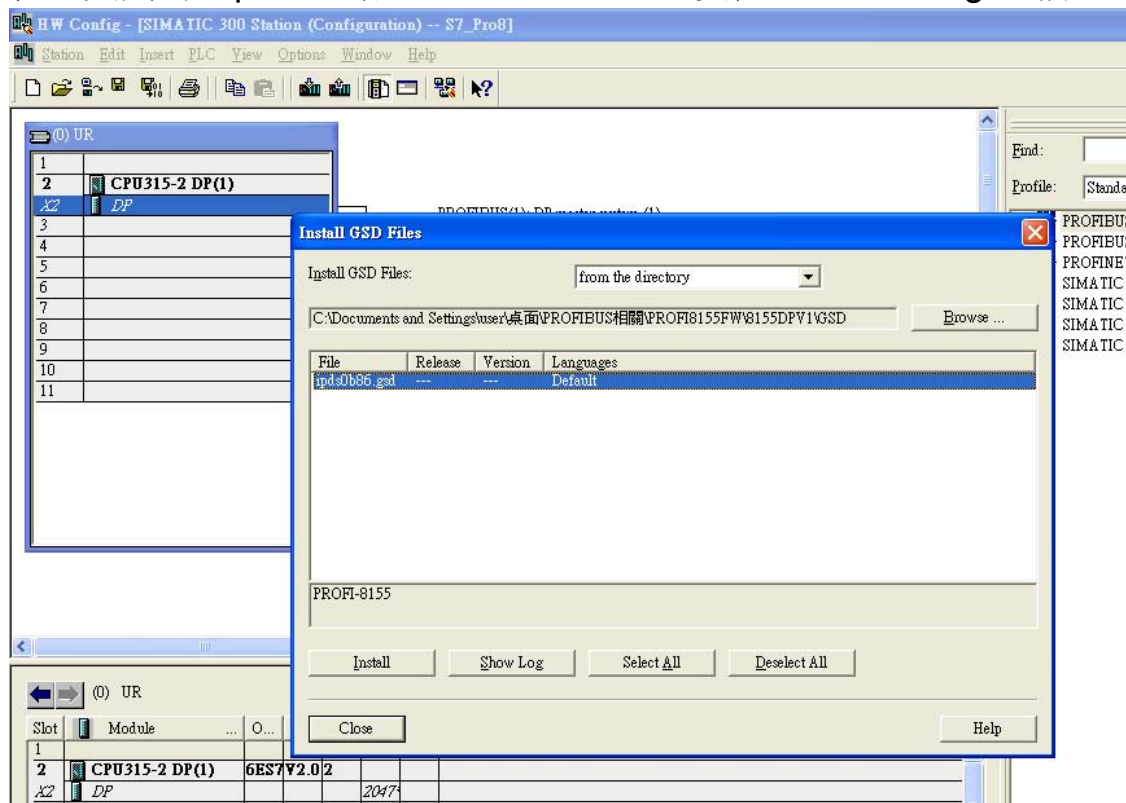 HW Config - [SIMATIC 300 Station (Configuration) -- S7_Pro8]
Station Edit Insert PLC View Options Window Help
(0) UR
1
2 CPU315-2 DP(1)
X2 DP
3
4
5
6
7
8
9
10
11
PROFIBUS(1): DP master system (1)
Find:
Profile: Standa
PROFIBU
PROFIBU
PROFINE
SIMATIC
SIMATIC
SIMATIC
SIMATIC
Install GSD Files
Install GSD Files: from the directory
C:\Documents and Settings\user\桌面\PROFIBUS相關\PROFI8155FW\8155DPV1\GSD Browse ...
File Release Version Languages
ipds0b86.gsd --- --- Default
PROFI-8155
Install Show Log Select All Deselect All
Close Help
(0) UR
Slot Module ... O...
1
2 CPU315-2 DP(1) 6ES7 V2.0 2
X2 DP 2047